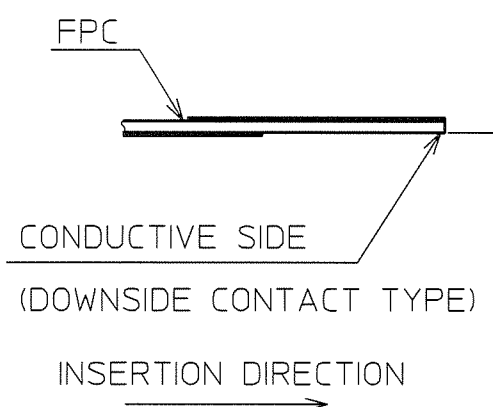 FPC
CONDUCTIVE SIDE
(DOWNSIDE CONTACT TYPE)
INSERTION DIRECTION